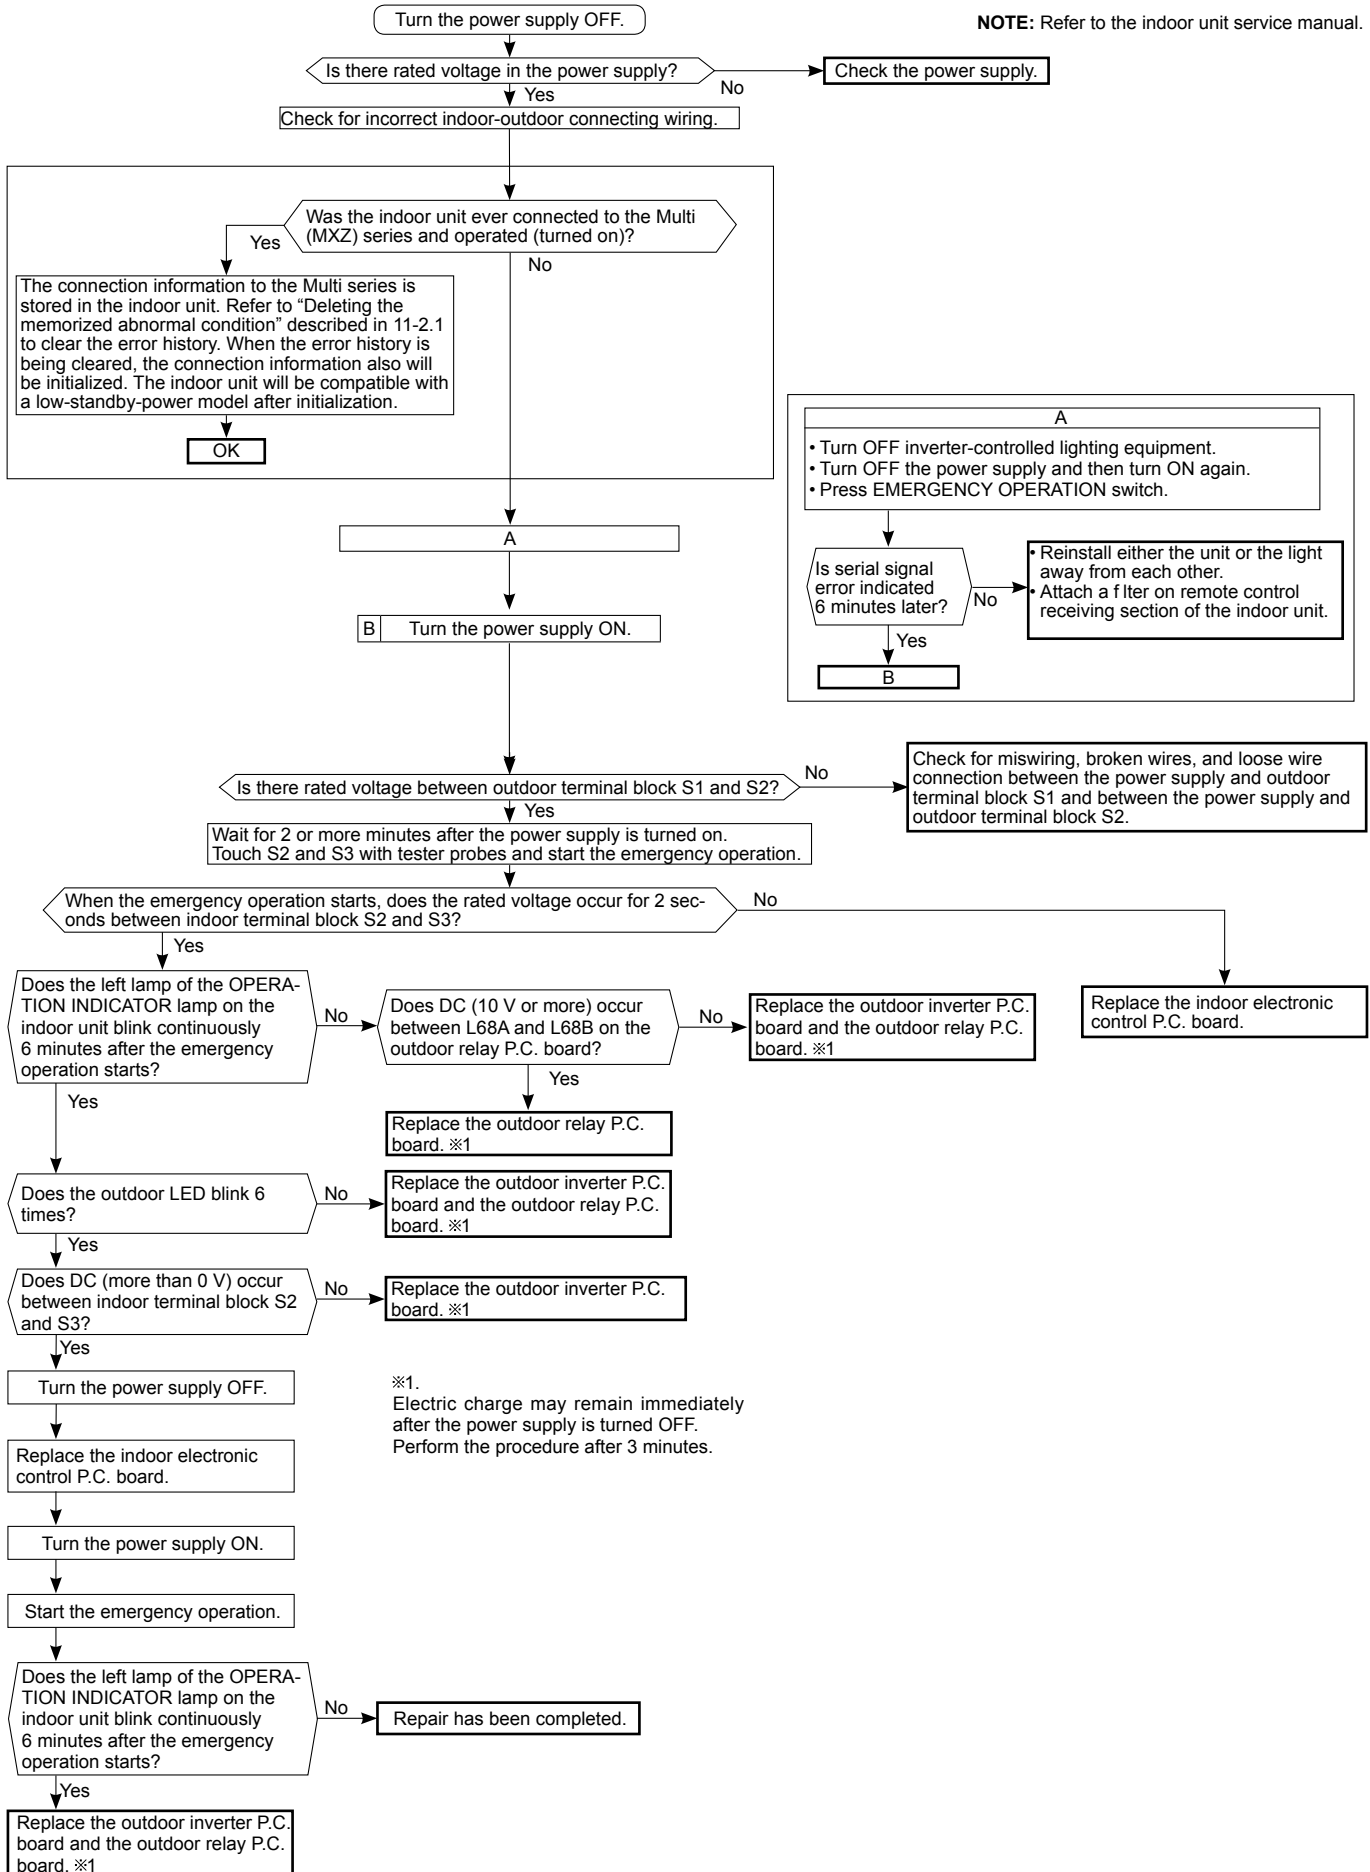 Turn the power supply OFF.
NOTE: Refer to the indoor unit service manual.
Is there rated voltage in the power supply?
No
Check the power supply.
Yes
Check for incorrect indoor-outdoor connecting wiring.
Was the indoor unit ever connected to the Multi
(MXZ) series and operated (turned on)?
Yes
No
The connection information to the Multi series is
stored in the indoor unit. Refer to “Deleting the
memorized abnormal condition” described in 11-2.1
to clear the error history. When the error history is
being cleared, the connection information also will
be initialized. The indoor unit will be compatible with
a low-standby-power model after initialization.
OK
A
• Turn OFF inverter-controlled lighting equipment.
• Turn OFF the power supply and then turn ON again.
• Press EMERGENCY OPERATION switch.
Is serial signal
error indicated
6 minutes later?
No
• Reinstall either the unit or the light
away from each other.
• Attach a f lter on remote control
receiving section of the indoor unit.
Yes
B
A
B Turn the power supply ON.
Is there rated voltage between outdoor terminal block S1 and S2?
No
Check for miswiring, broken wires, and loose wire
connection between the power supply and outdoor
terminal block S1 and between the power supply and
outdoor terminal block S2.
Yes
Wait for 2 or more minutes after the power supply is turned on.
Touch S2 and S3 with tester probes and start the emergency operation.
When the emergency operation starts, does the rated voltage occur for 2 sec-
onds between indoor terminal block S2 and S3?
No
Replace the indoor electronic
control P.C. board.
Yes
Does the left lamp of the OPERA-
TION INDICATOR lamp on the
indoor unit blink continuously
6 minutes after the emergency
operation starts?
No
Does DC (10 V or more) occur
between L68A and L68B on the
outdoor relay P.C. board?
No
Replace the outdoor inverter P.C.
board and the outdoor relay P.C.
board. ※1
Yes
Replace the outdoor relay P.C.
board. ※1
Yes
Does the outdoor LED blink 6
times?
No
Replace the outdoor inverter P.C.
board and the outdoor relay P.C.
board. ※1
Yes
Does DC (more than 0 V) occur
between indoor terminal block S2
and S3?
No
Replace the outdoor inverter P.C.
board. ※1
Yes
Turn the power supply OFF.
※1.
Electric charge may remain immediately
after the power supply is turned OFF.
Perform the procedure after 3 minutes.
Replace the indoor electronic
control P.C. board.
Turn the power supply ON.
Start the emergency operation.
Does the left lamp of the OPERA-
TION INDICATOR lamp on the
indoor unit blink continuously
6 minutes after the emergency
operation starts?
No
Repair has been completed.
Yes
Replace the outdoor inverter P.C.
board and the outdoor relay P.C.
board. ※1